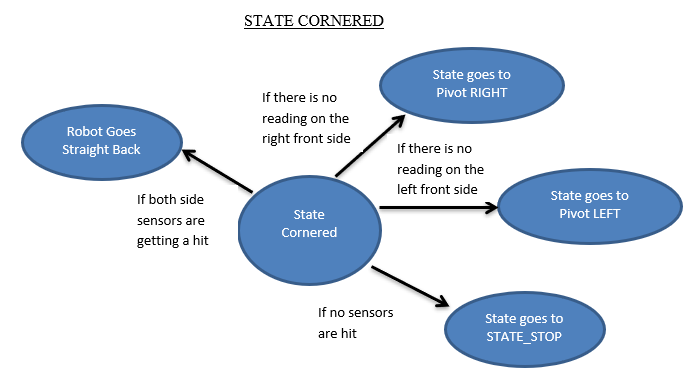 STATE CORNERED
State goes to
Pivot RIGHT
If there is no
reading on the
right front side
Robot Goes
Straight Back
If there is no
reading on the
left front side
If both side
sensors are
getting a hit
State
Cornered
State goes to
Pivot LEFT
If no sensors
are hit
State goes to
STATE_STOP